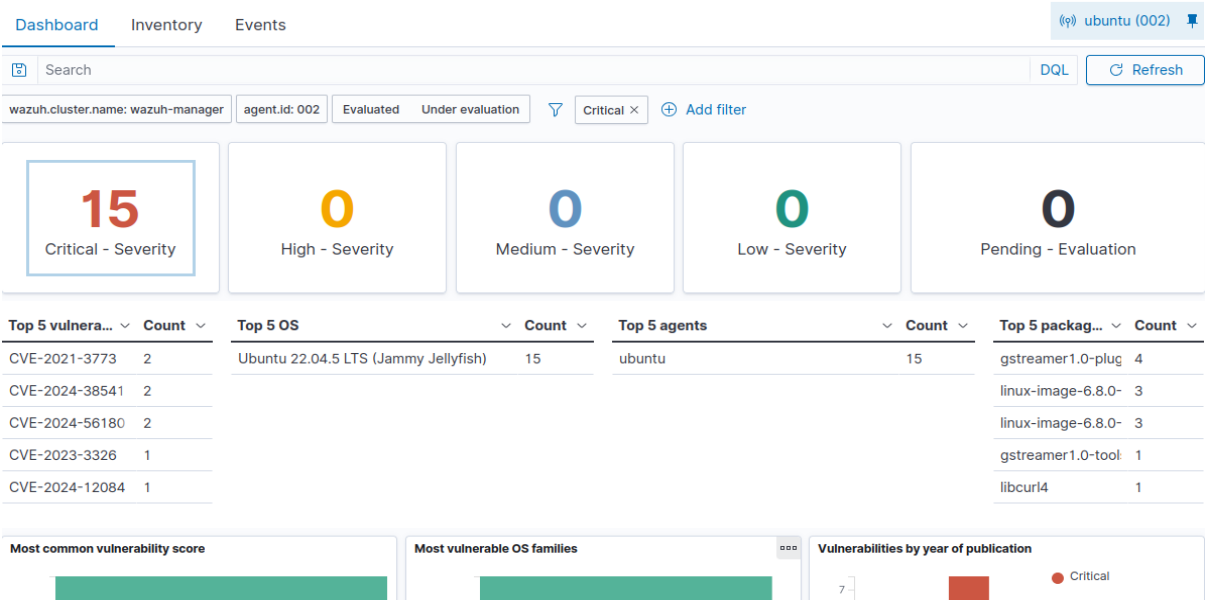 Dashboard Inventory Events ubuntu (002)
Search DQL Refresh
wazuh.cluster.name: wazuh-manager agent.id: 002 Evaluated Under evaluation Critical × Add filter
15 0 0 0 0
Critical - Severity High - Severity Medium - Severity Low - Severity Pending - Evaluation
Top 5 vulnera... Count Top 5 OS Count Top 5 agents Count Top 5 packag... Count
CVE-2021-3773 2 Ubuntu 22.04.5 LTS (Jammy Jellyfish) 15 ubuntu 15 gstreamer1.0-plug 4
CVE-2024-38541 2 linux-image-6.8.0- 3
CVE-2024-56180 2 linux-image-6.8.0- 3
CVE-2023-3326 1 gstreamer1.0-tool 1
CVE-2024-12084 1 libcurl4 1
Most common vulnerability score Most vulnerable OS families Vulnerabilities by year of publication
Critical
7